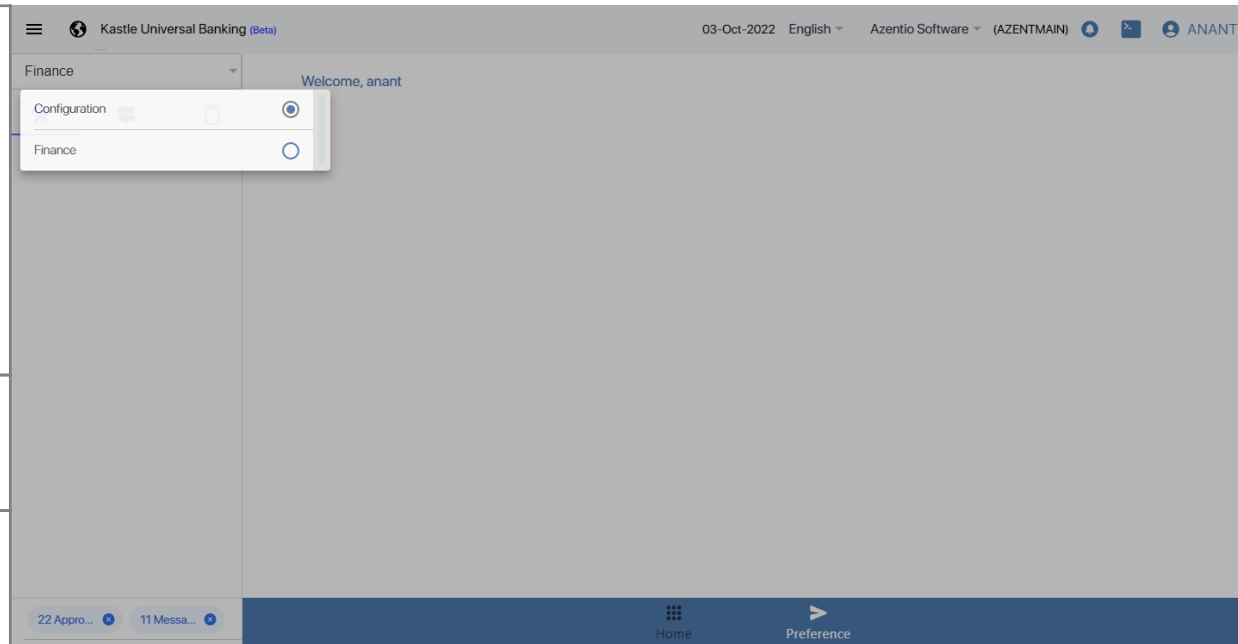 Kastle Universal Banking (Beta)
03-Oct-2022 English Azentio Software (AZENTMAIN) ANANT
Finance
Welcome, anant
Configuration
Finance
22 Appro... 11 Messa...
Home Preference